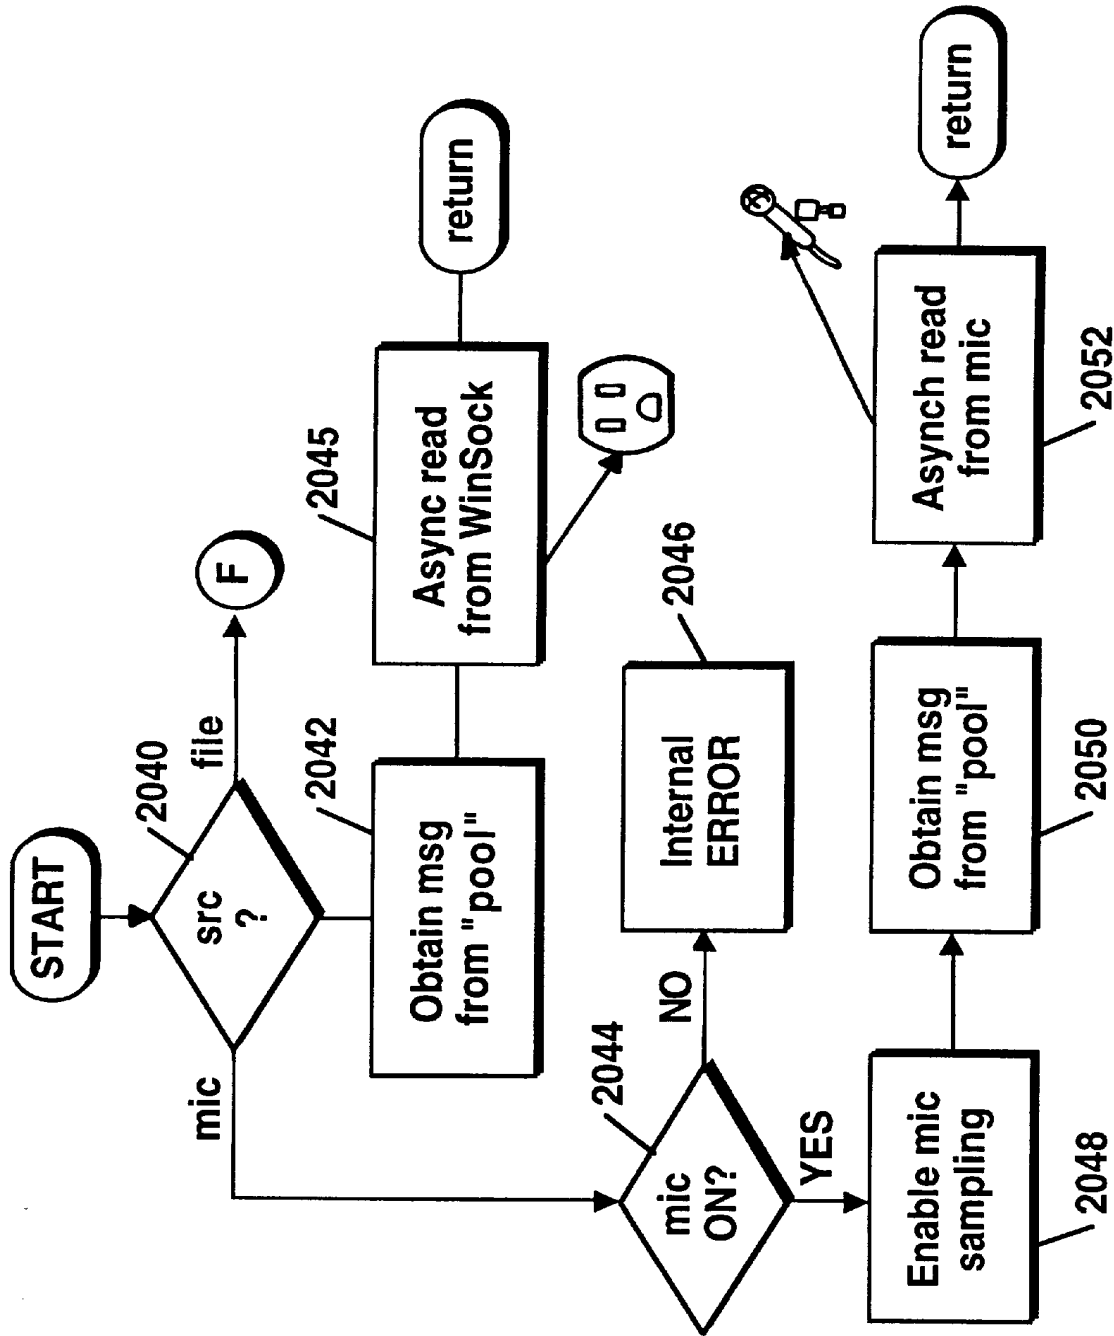 START
2040
src
?
file
F
mic
2042
Obtain msg
from "pool"
2045
Async read
from WinSock
return
2044
mic
ON?
NO
2046
Internal
ERROR
YES
Enable mic
sampling
2048
Obtain msg
from "pool"
2050
Asynch read
from mic
2052
return